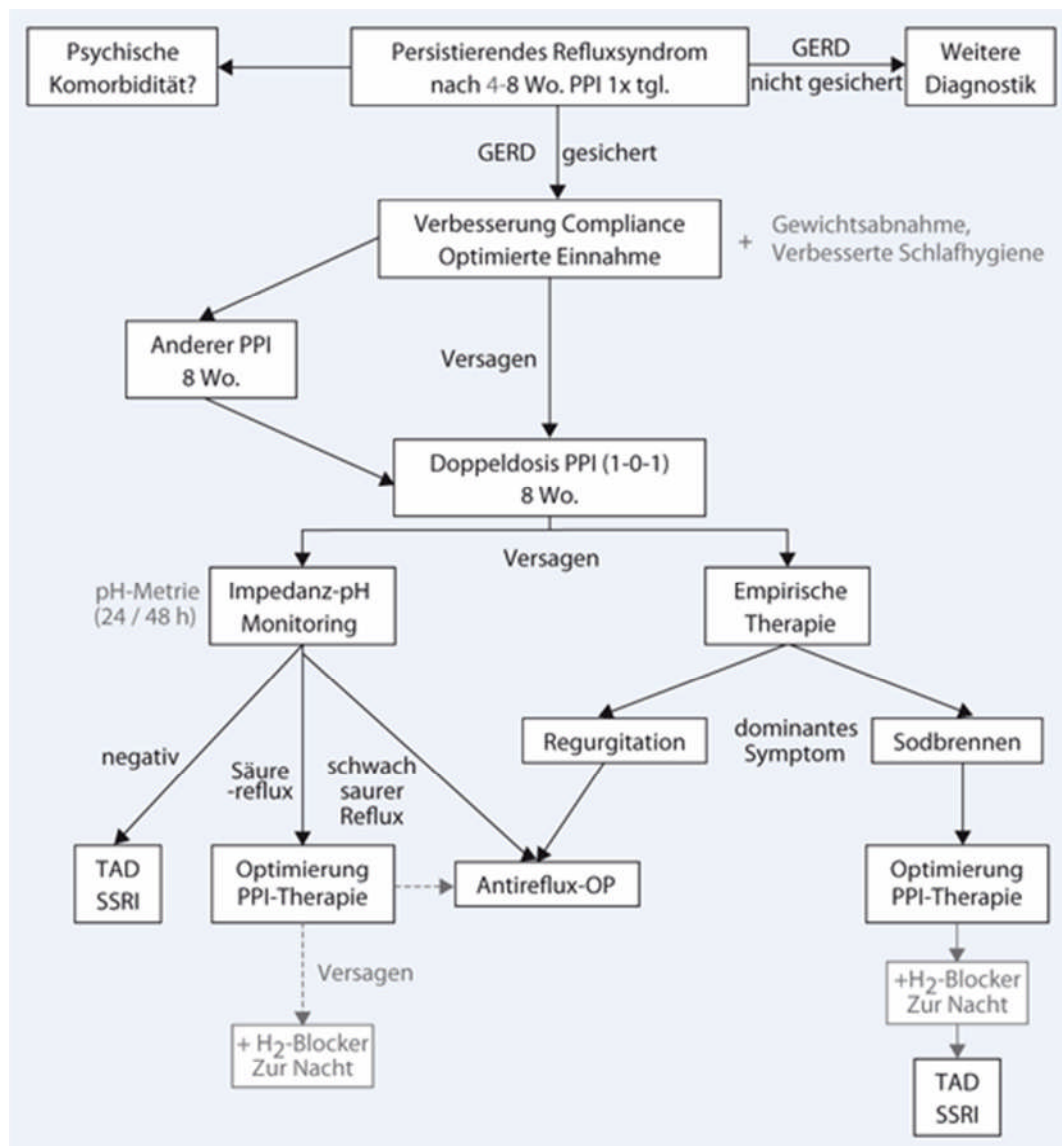 Psychische
Komorbidität?
Persistierendes Refluxsyndrom
nach 4-8 Wo. PPI 1x tgl.
GERD
nicht gesichert
Weitere
Diagnostik
GERD gesichert
Verbesserung Compliance
Optimierte Einnahme
+ Gewichtsabnahme,
Verbesserte Schlafhygiene
Anderer PPI
8 Wo.
Versagen
Doppeldosis PPI (1-0-1)
8 Wo.
Versagen
pH-Metrie
(24 / 48 h)
Impedanz-pH
Monitoring
Empirische
Therapie
negativ
Säure
-reflux
schwach
saurer
Reflux
Regurgitation
dominantes
Symptom
Sodbrennen
TAD
SSRI
Optimierung
PPI-Therapie
Antireflux-OP
Optimierung
PPI-Therapie
Versagen
+ H2-Blocker
Zur Nacht
+H2-Blocker
Zur Nacht
TAD
SSRI